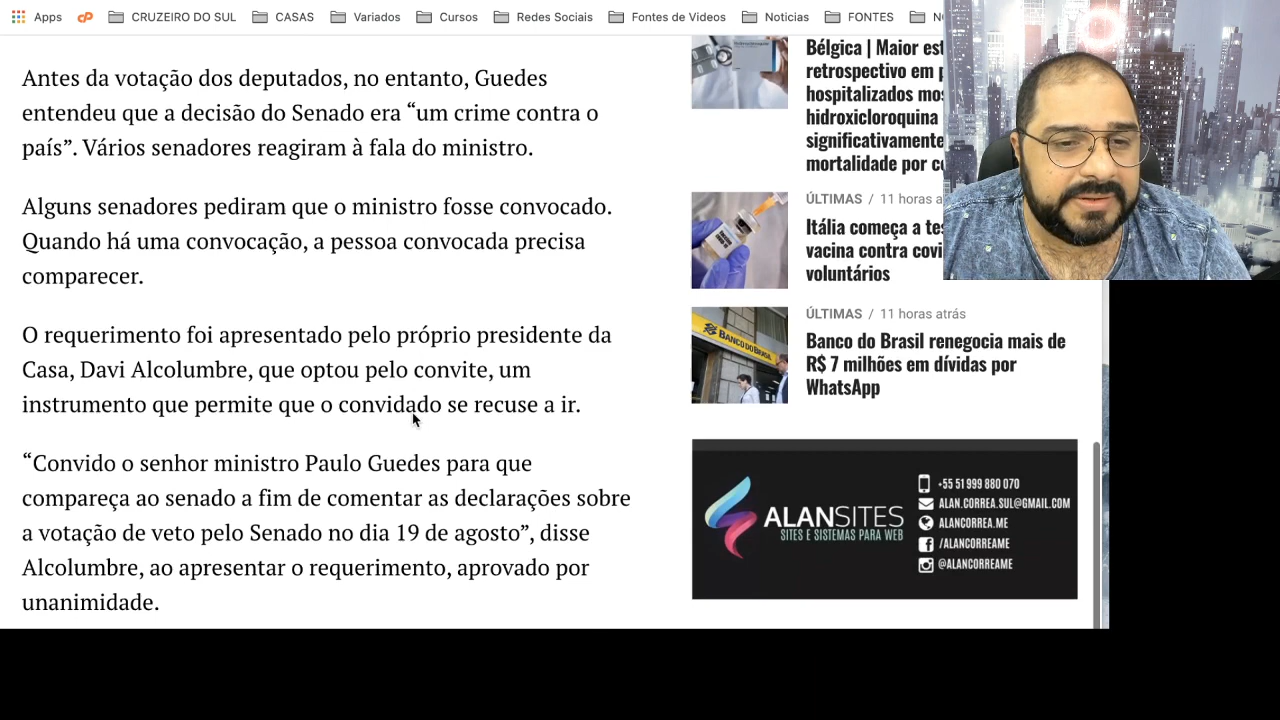 Apps
CRUZEIRO DO SUL
CASAS
Variados
Cursos
Redes Sociais
Fontes de Videos
Noticias
FONTES
Antes da votação dos deputados, no entanto, Guedes
entendeu que a decisão do Senado era “um crime contra o
país”. Vários senadores reagiram à fala do ministro.
Alguns senadores pediram que o ministro fosse convocado.
Quando há uma convocação, a pessoa convocada precisa
comparecer.
O requerimento foi apresentado pelo próprio presidente da
Casa, Davi Alcolumbre, que optou pelo convite, um
instrumento que permite que o convidado se recuse a ir.
“Convido o senhor ministro Paulo Guedes para que
compareça ao senado a fim de comentar as declarações sobre
a votação de veto pelo Senado no dia 19 de agosto”, disse
Alcolumbre, ao apresentar o requerimento, aprovado por
unanimidade.
Bélgica | Maior est
retrospectivo em p
hospitalizados mos
hidroxicloroquina
significativamente
mortalidade por c
ÚLTIMAS / 11 horas a
Itália começa a tes
vacina contra covi
voluntários
BANCO DO BRASIL
ÚLTIMAS / 11 horas atrás
Banco do Brasil renegocia mais de
R$ 7 milhões em dívidas por
WhatsApp
ALANSITES
SITES E SISTEMAS PARA WEB
+55 51 999 880 070
ALAN.CORREA.SUL@GMAIL.COM
ALANCORREA.ME
/ALANCORREAME
@ALANCORREAME